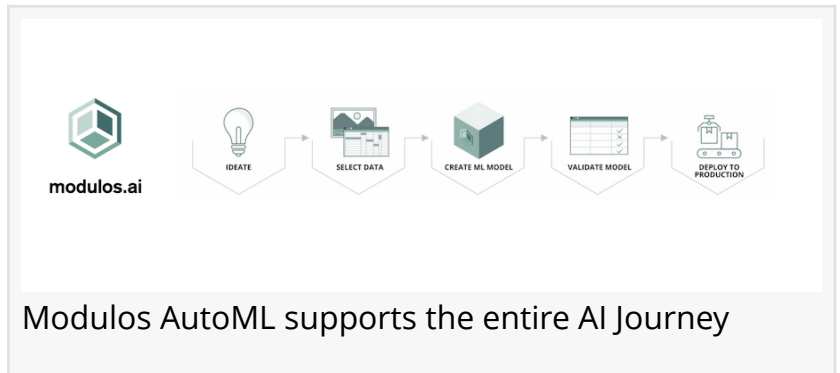 modulos.ai
IDEATE
SELECT DATA
CREATE ML MODEL
VALIDATE MODEL
DEPLOY TO
PRODUCTION
Modulos AutoML supports the entire AI Journey